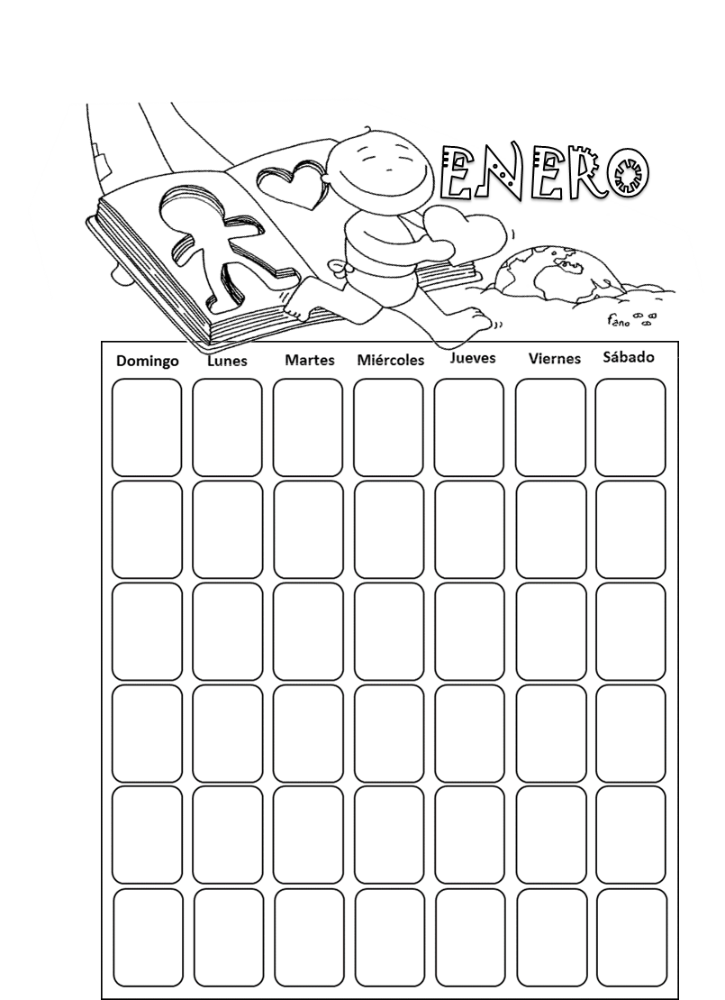 ENERO
fano
Domingo Lunes Martes Miércoles Jueves Viernes Sábado